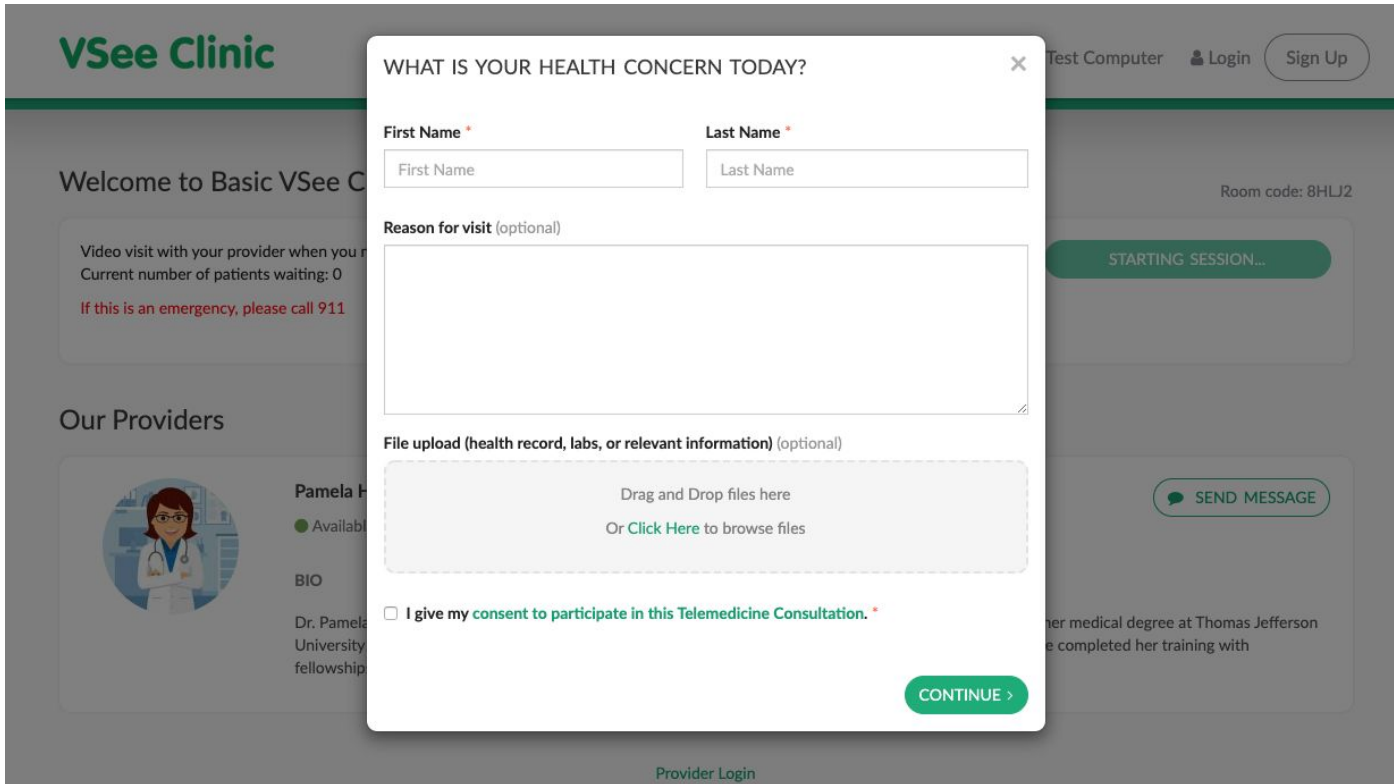 VSee Clinic
Test Computer
Login
Sign Up
WHAT IS YOUR HEALTH CONCERN TODAY?
×
First Name *
Last Name *
First Name
Last Name
Welcome to Basic VSee C
Room code: 8HLJ2
Reason for visit (optional)
Video visit with your provider when you
Current number of patients waiting: 0
If this is an emergency, please call 911
STARTING SESSION...
Our Providers
File upload (health record, labs, or relevant information) (optional)
Drag and Drop files here
Or Click Here to browse files
Pamela H
Availabl
SEND MESSAGE
BIO
Dr. Pamela
University
fellowship
her medical degree at Thomas Jefferson
e completed her training with
I give my consent to participate in this Telemedicine Consultation. *
CONTINUE >
Provider Login